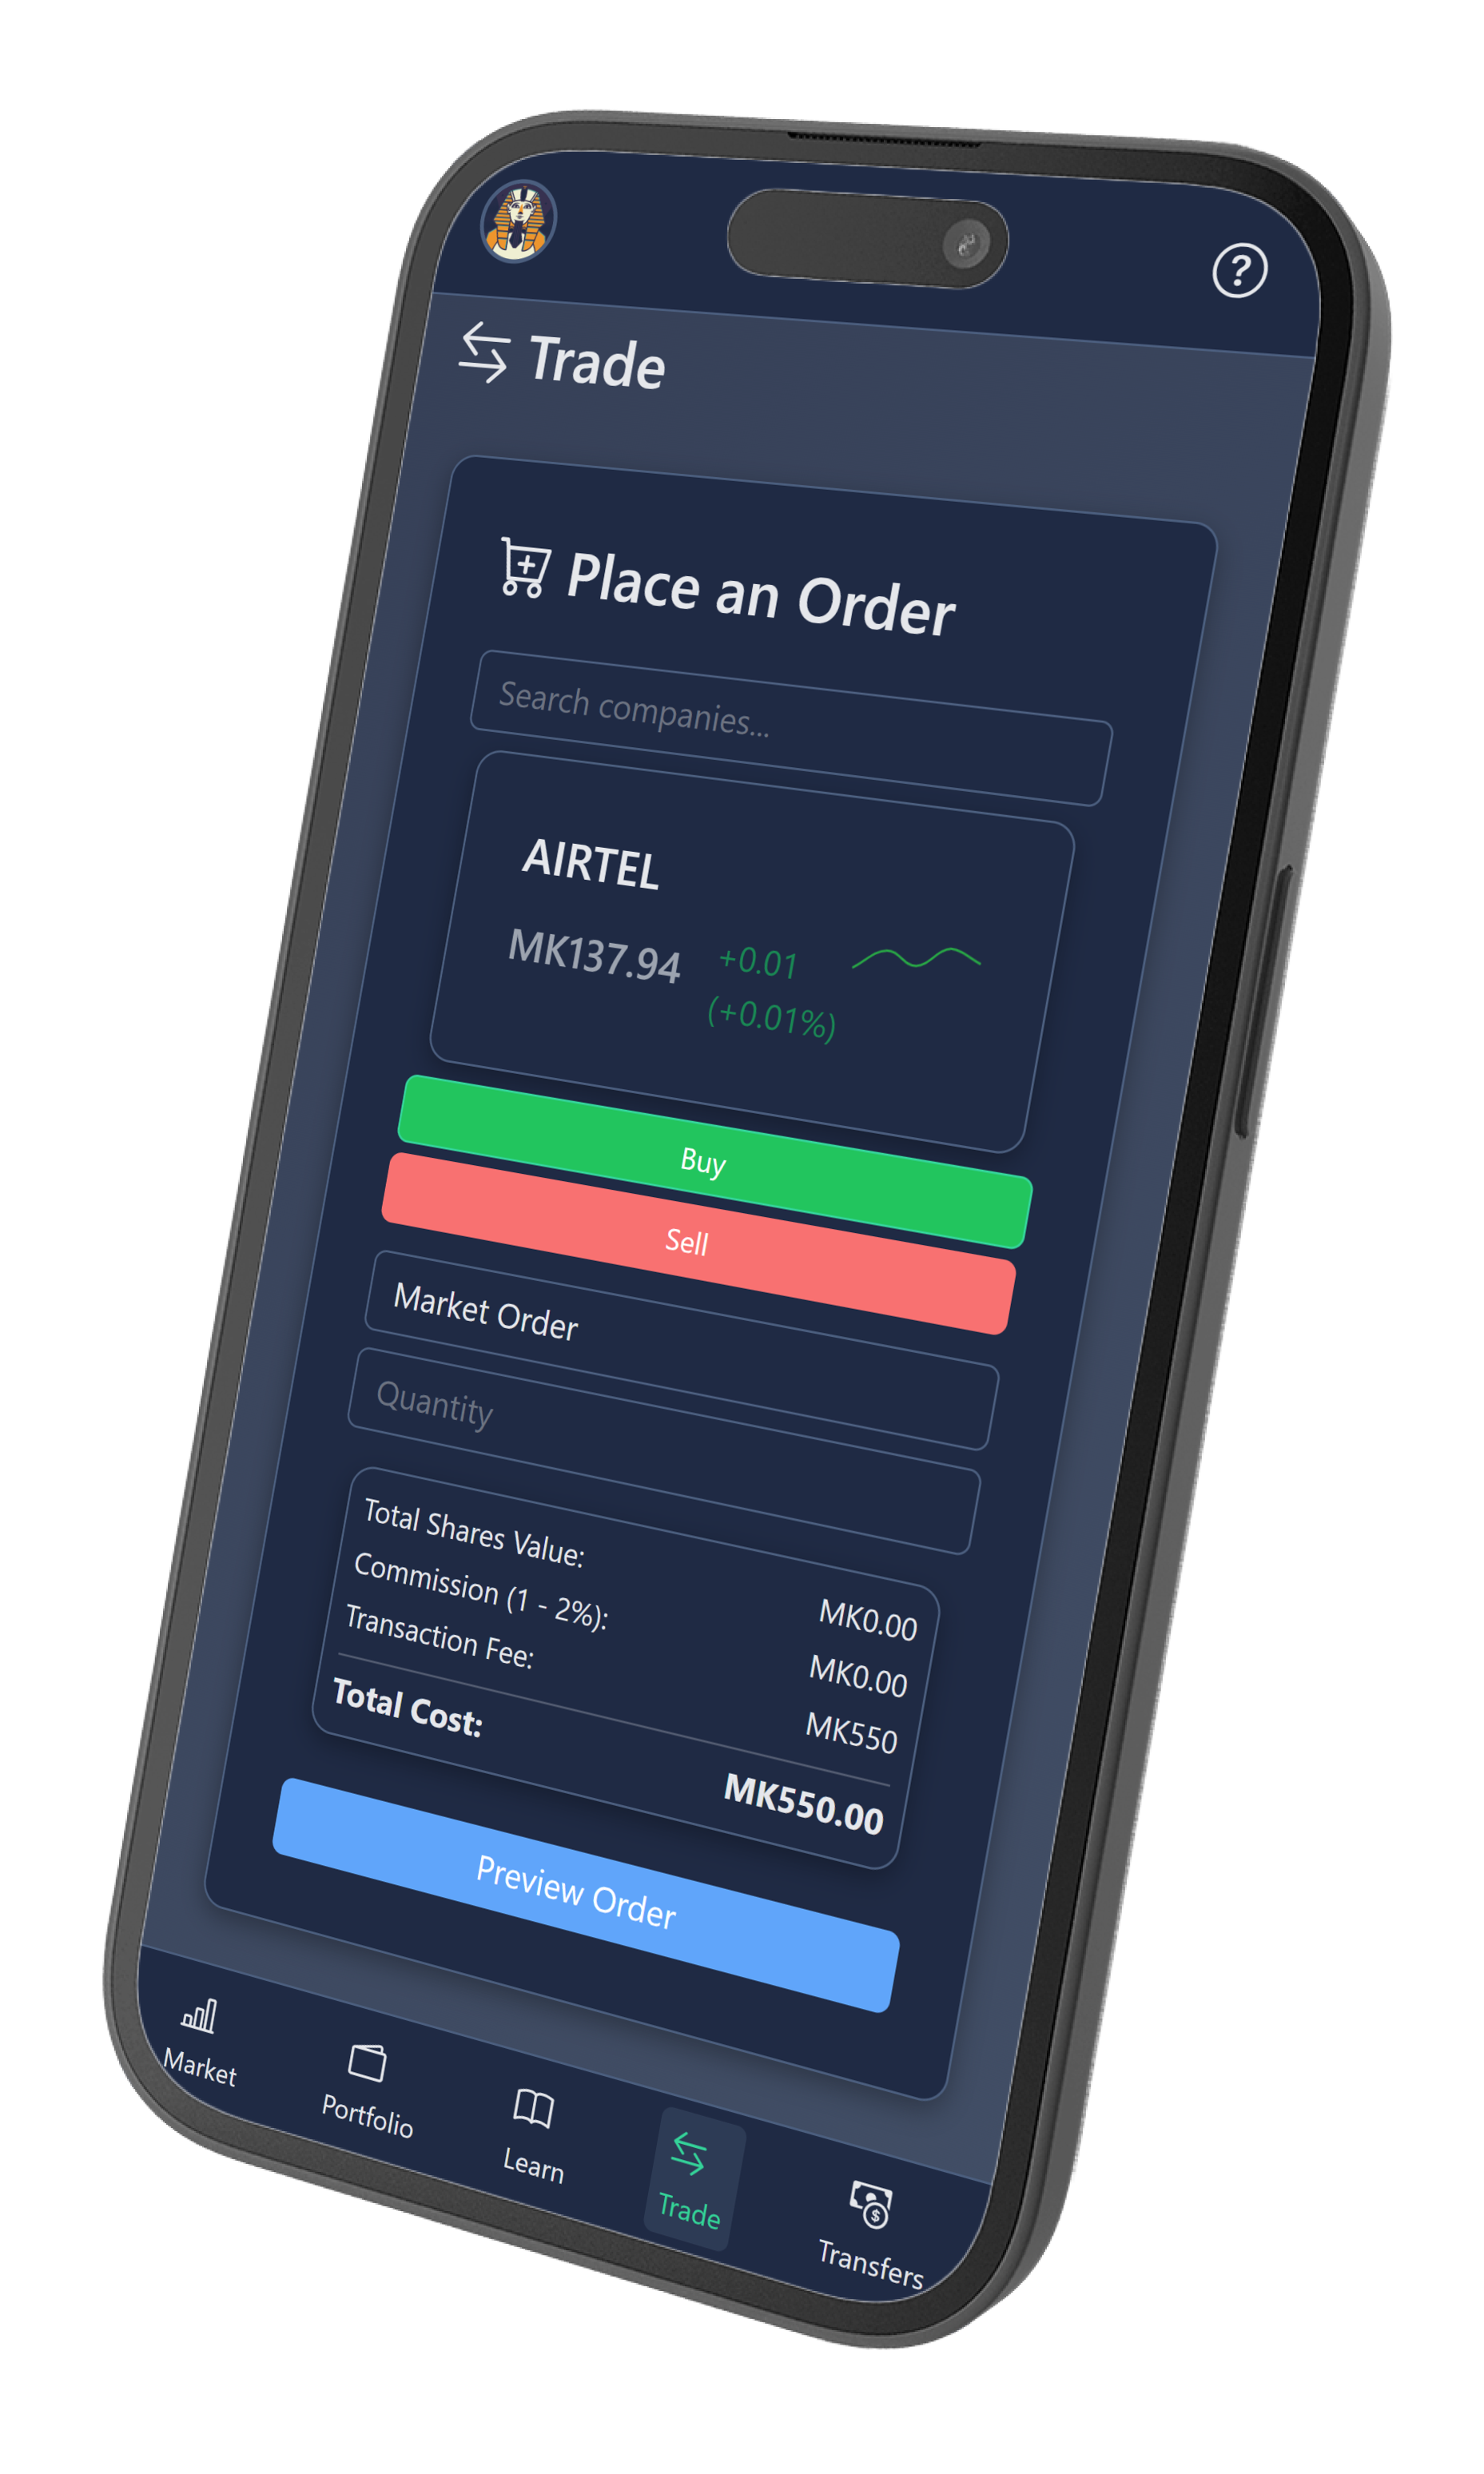 ?
Trade
Place an Order
Search companies...
AIRTEL
MK137.94
+0.01
(+0.01%)
Buy
Sell
Market Order
Quantity
Total Shares Value: MK0.00
Commission (1 - 2%): MK0.00
Transaction Fee: MK550
Total Cost: MK550.00
Preview Order
Market
Portfolio
Learn
Trade
$
Transfers